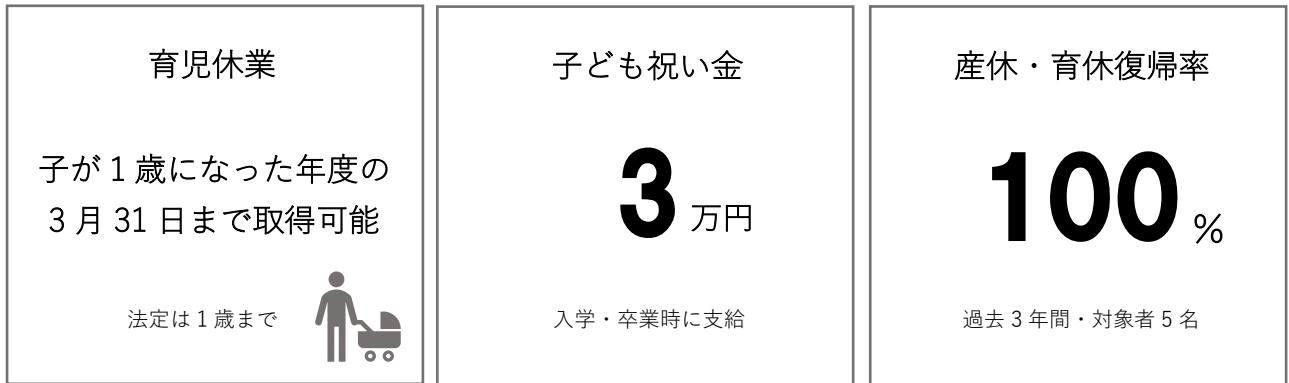 育児休業
子が1歳になった年度の
3月31日まで取得可能
法定は1歳まで
子ども祝い金
3万円
入学・卒業時に支給
産休・育休復帰率
100%
過去3年間・対象者5名